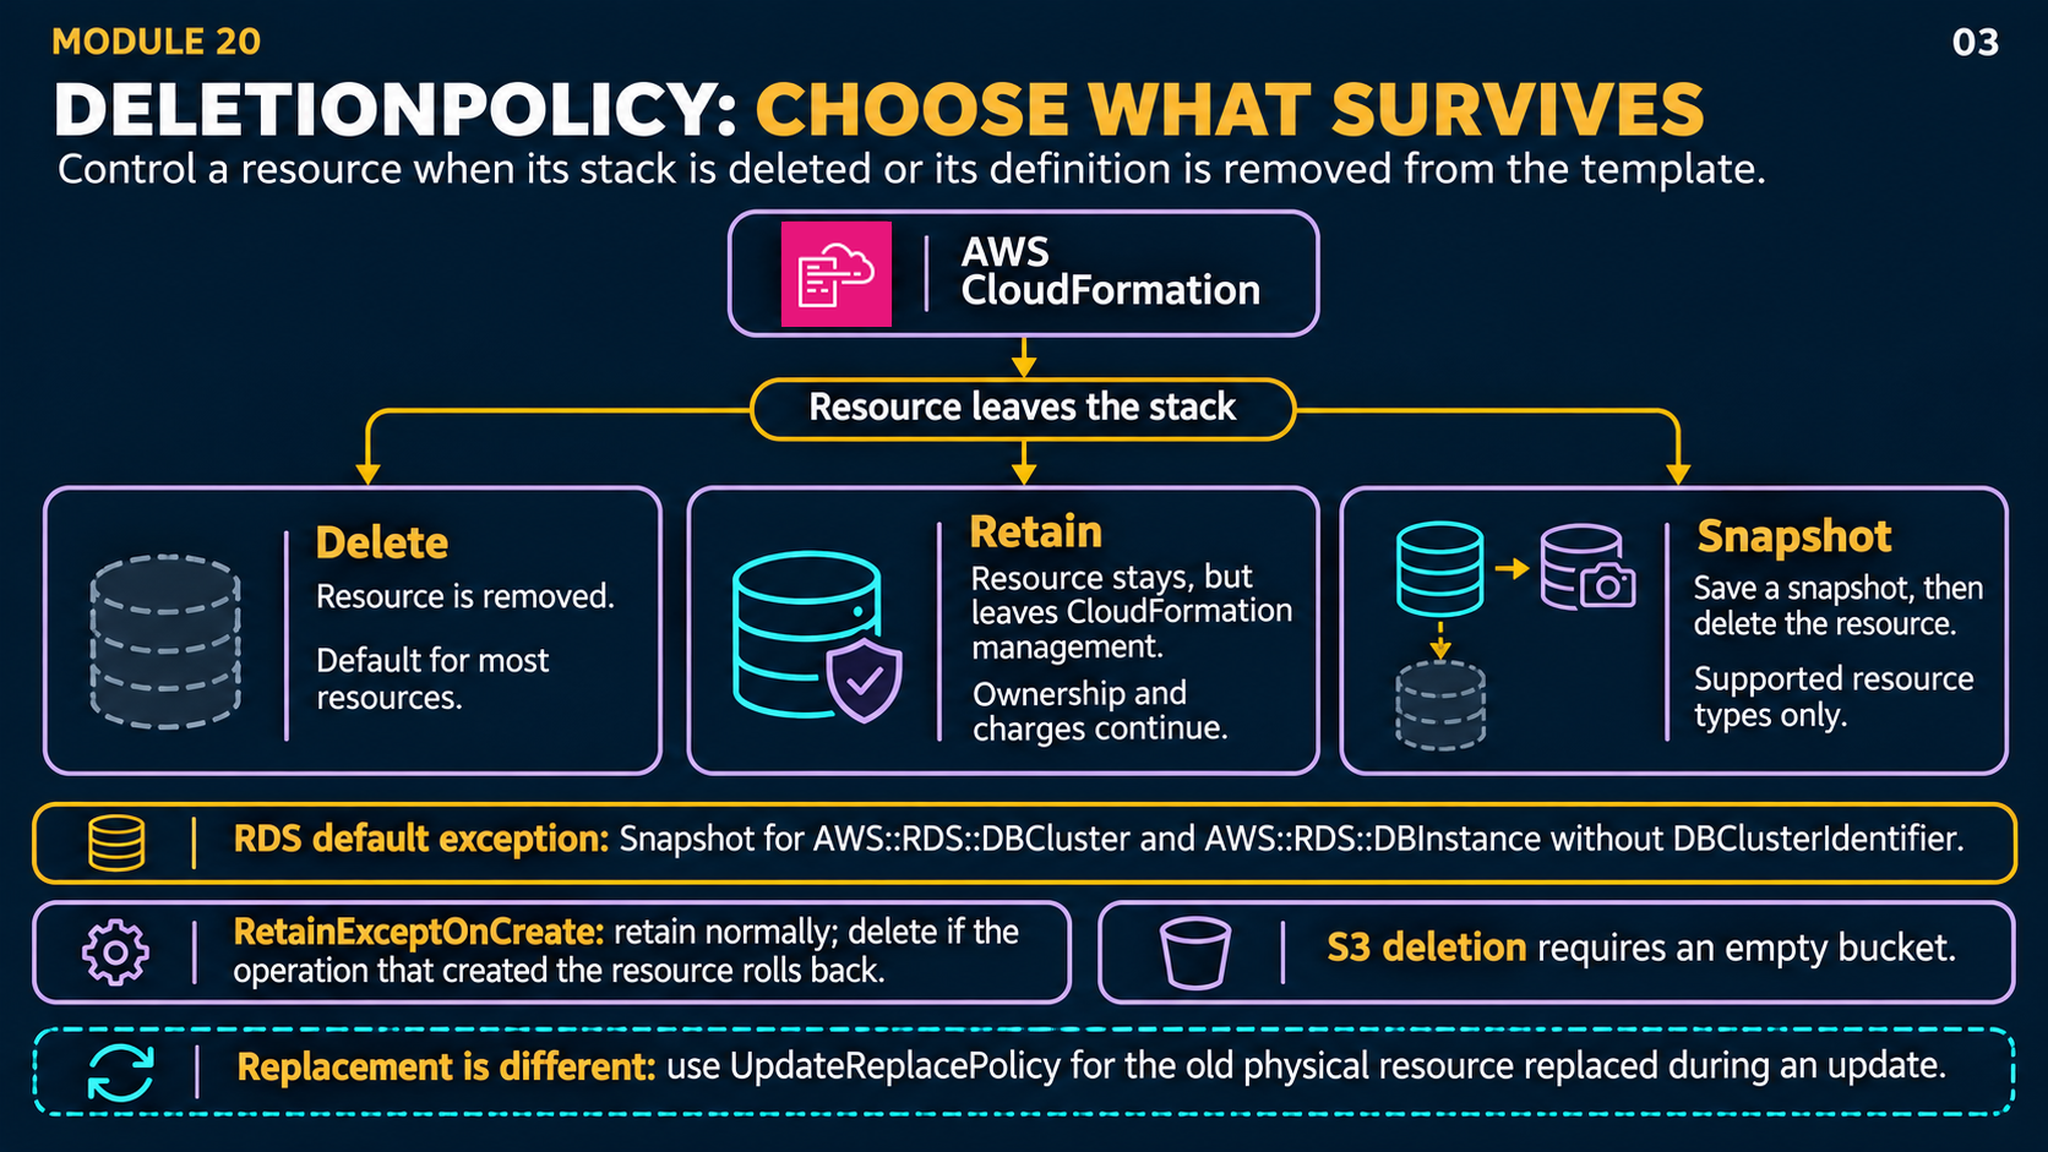 MODULE 20
03
DELETIONPOLICY: CHOOSE WHAT SURVIVES
Control a resource when its stack is deleted or its definition is removed from the template.
AWS
CloudFormation
Resource leaves the stack
Delete
Resource is removed.
Default for most
resources.
Retain
Resource stays, but
leaves CloudFormation
management.
Ownership and
charges continue.
Snapshot
Save a snapshot, then
delete the resource.
Supported resource
types only.
RDS default exception: Snapshot for AWS::RDS::DBCluster and AWS::RDS::DBInstance without DBClusterIdentifier.
RetainExceptOnCreate: retain normally; delete if the
operation that created the resource rolls back.
S3 deletion requires an empty bucket.
Replacement is different: use UpdateReplacePolicy for the old physical resource replaced during an update.